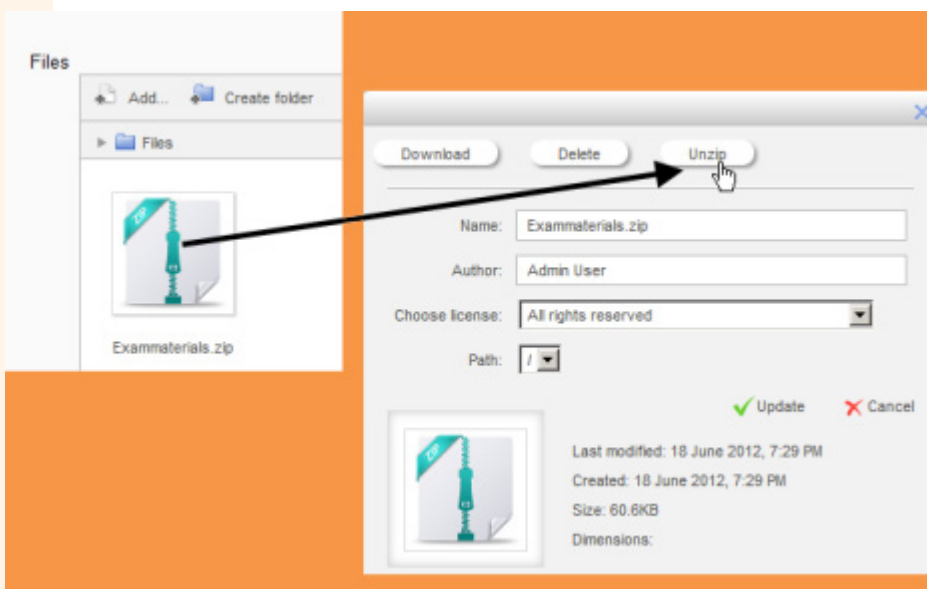 Files
Add... Create folder
Files
ZIP
Exammaterials.zip
Download Delete Unzip
Name: Exammaterials.zip
Author: Admin User
Choose license: All rights reserved
Path: /
Update Cancel
ZIP
Last modified: 18 June 2012, 7:29 PM
Created: 18 June 2012, 7:29 PM
Size: 60.6KB
Dimensions: